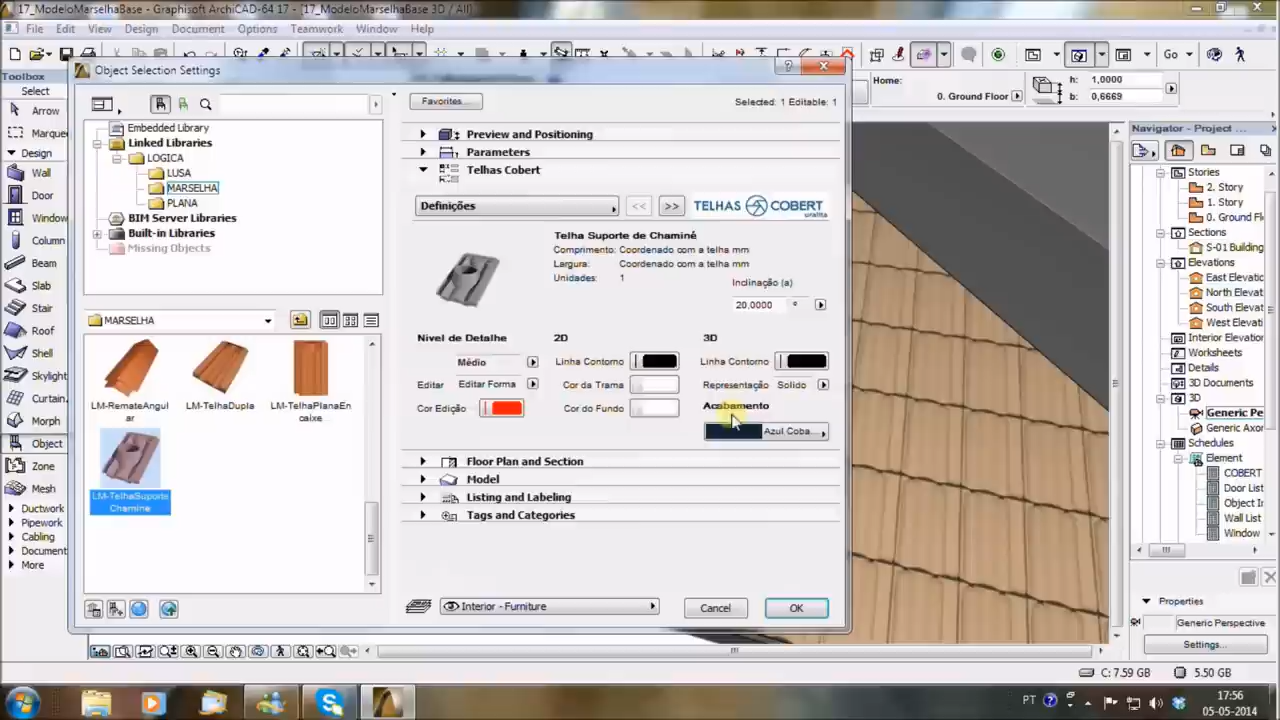 17_ModeloMarselhaBase - Graphisoft ArchiCAD-64 17 - [17_ModeloMarselhaBase 3D / All]
File Edit View Design Document Options Teamwork Window Help
Go
Toolbox
Select
Arrow
Marquee
Design
Wall
Door
Window
Column
Beam
Slab
Stair
Roof
Shell
Skylight
Curtain
Morph
Object
Zone
Mesh
Ductwork
Pipework
Cabling
Document
More
Object Selection Settings
Embedded Library
Linked Libraries
LOGICA
LUSA
MARSELHA
PLANA
BIM Server Libraries
Built-in Libraries
Missing Objects
MARSELHA
LM-RemateAngular
LM-TelhaDupla
LM-TelhaPlanaEncaixe
LM-TelhaSuporteChamine
Favorites...
Selected: 1 Editable: 1
Preview and Positioning
Parameters
Telhas Cobert
Definições
<<
>>
TELHAS COBERT
uralita
Telha Suporte de Chaminé
Comprimento: Coordenado com a telha mm
Largura: Coordenado com a telha mm
Unidades: 1
Inclinação (a)
20,0000 °
Nivel de Detalhe 2D 3D
Médio Linha Contorno Linha Contorno
Editar Editar Forma Cor da Trama Representação Solido
Cor Edição Cor do Fundo Acabamento
Azul Coba...
Floor Plan and Section
Model
Listing and Labeling
Tags and Categories
Interior - Furniture
Cancel
OK
Home:
0. Ground Floor
h: 1,0000
b: 0,6669
Navigator - Project ...
Stories
2. Story
1. Story
0. Ground F
Sections
S-01 Building
Elevations
East Elevati
North Elevati
South Elevati
West Elevati
Interior Elevation
Worksheets
Details
3D Documents
3D
Generic Pe
Generic Axon
Schedules
Element
COBERT
Door List
Object In
Wall List
Window
Properties
Generic Perspective
Settings...
C: 7.59 GB
5.50 GB
PT
17:56
05-05-2014